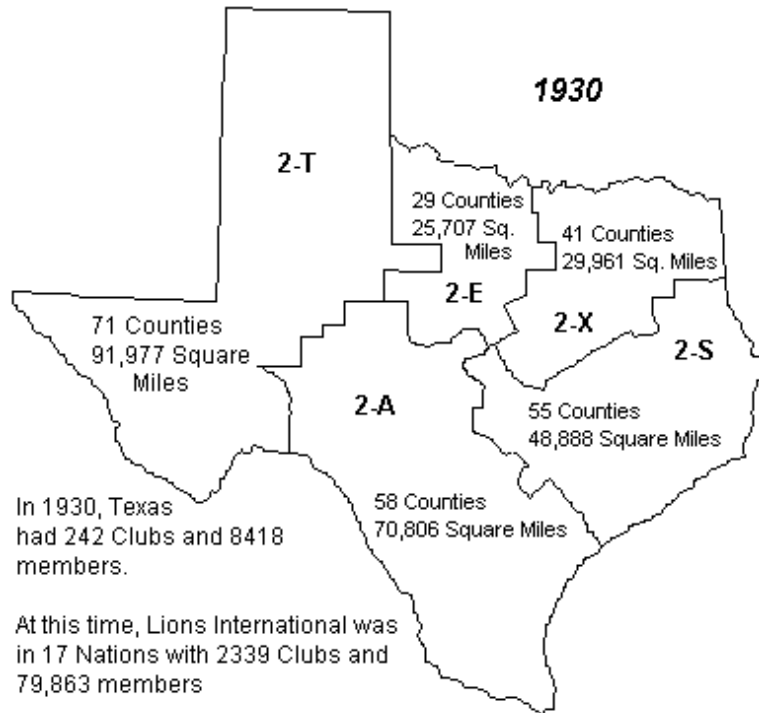 1930
2-T
29 Counties
25,707 Sq.
Miles
2-E
41 Counties
29,961 Sq. Miles
2-X
71 Counties
91,977 Square
Miles
2-S
2-A
55 Counties
48,888 Square Miles
58 Counties
70,806 Square Miles
In 1930, Texas
had 242 Clubs and 8418
members.
At this time, Lions International was
in 17 Nations with 2339 Clubs and
79,863 members